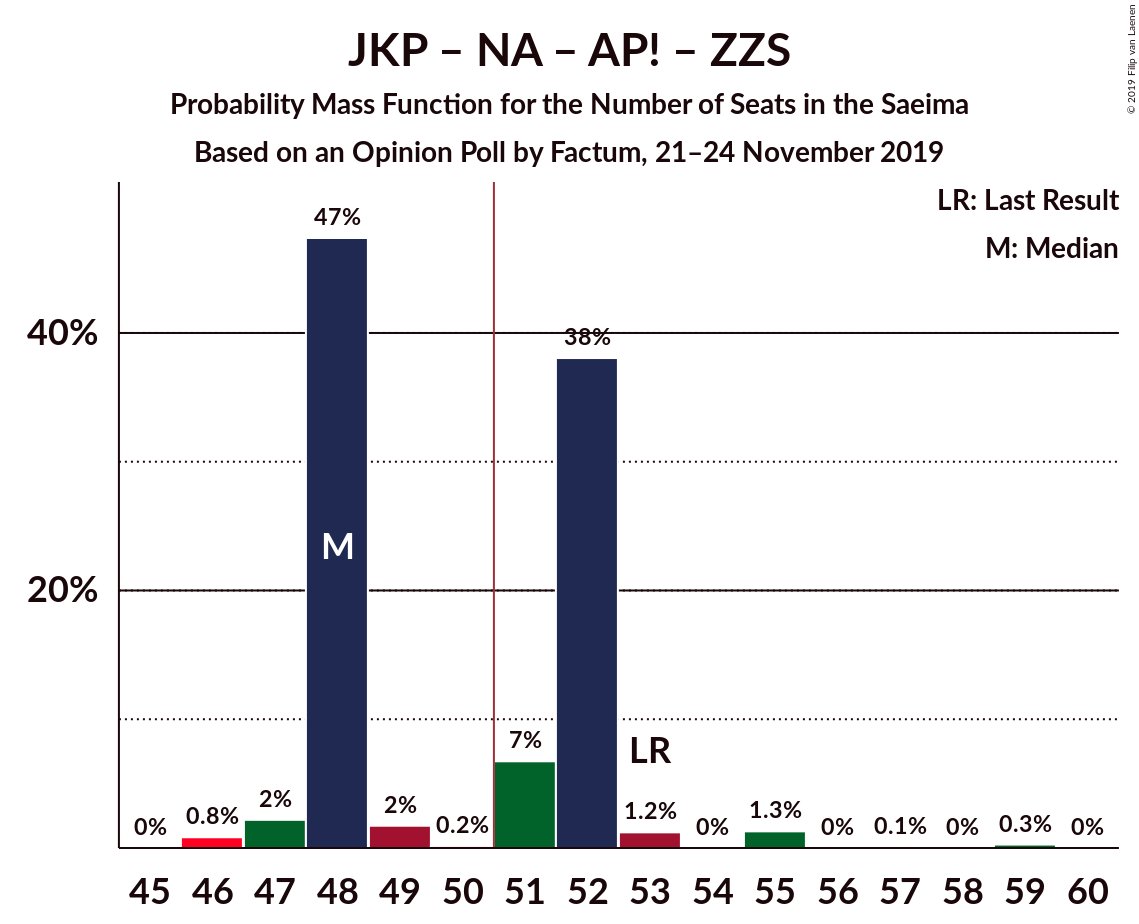 JKP – NA – AP! – ZZS
Probability Mass Function for the Number of Seats in the Saeima
Based on an Opinion Poll by Factum, 21–24 November 2019
© 2019 Filip van Laenen
LR: Last Result
M: Median
40%
20%
0%
0.8%
2%
47%
M
2%
0.2%
7%
38%
LR
1.2%
0%
1.3%
0%
0.1%
0%
0.3%
0%
45 46 47 48 49 50 51 52 53 54 55 56 57 58 59 60